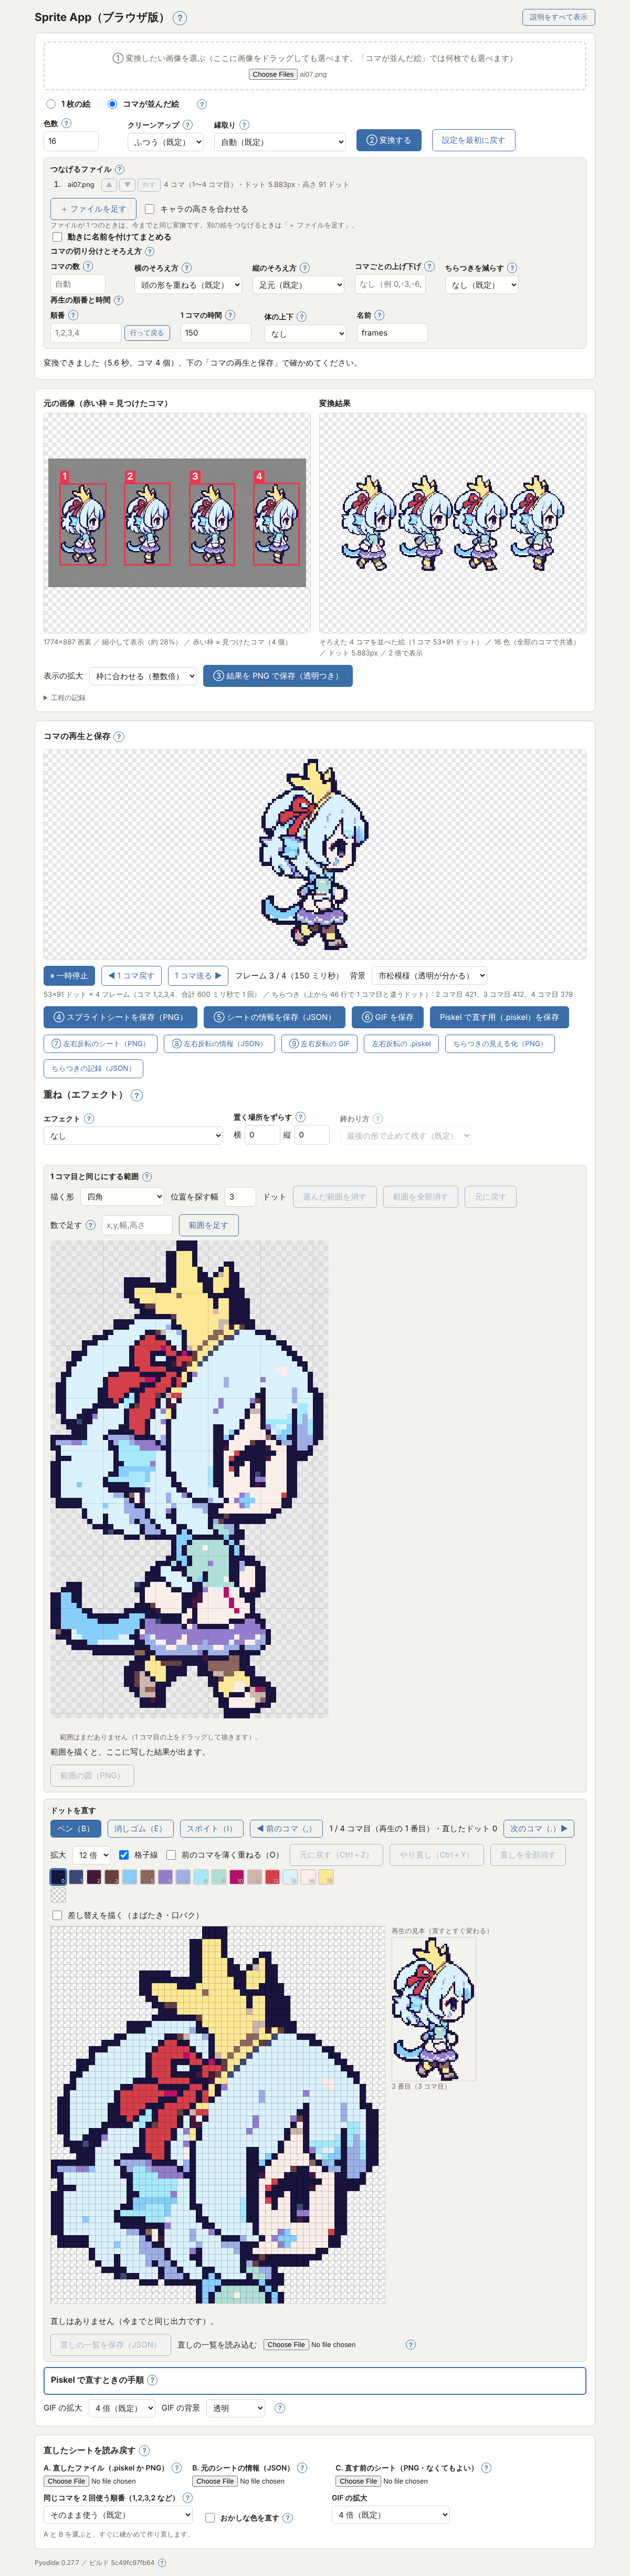 Sprite App（ブラウザ版） ?
説明をすべて表示
① 変換したい画像を選ぶ（ここに画像をドラッグしても選べます。「コマが並んだ絵」では何枚でも選べます）
Choose Files ai07.png
1 枚の絵 コマが並んだ絵 ?
色数 ? クリーンアップ ? 縁取り ?
16 ふつう（既定） 自動（既定） ② 変換する 設定を最初に戻す
つなげるファイル ?
1. ai07.png ▲ ▼ 外す 4 コマ（1〜4 コマ目）・ドット 5.883px・高さ 91 ドット
＋ ファイルを足す キャラの高さを合わせる
ファイルが 1 つのときは、今までと同じ変換です。別の絵をつなげるときは「＋ ファイルを足す」。
動きに名前を付けてまとめる
コマの切り分けとそろえ方 ?
コマの数 ? 横のそろえ方 ? 縦のそろえ方 ? コマごとの上げ下げ ? ちらつきを減らす ?
自動 頭の形を重ねる（既定） 足元（既定） なし（例 0,-3,-6, なし（既定）
再生の順番と時間 ?
順番 ? 1 コマの時間 ? 体の上下 ? 名前 ?
1,2,3,4 行って戻る 150 なし frames
変換できました（5.6 秒。コマ 4 個）。下の「コマの再生と保存」で確かめてください。
元の画像（赤い枠 = 見つけたコマ） 変換結果
1 2 3 4
1774×887 画素 ／ 縮小して表示（約 28%） ／ 赤い枠 = 見つけたコマ（4 個）
そろえた 4 コマを並べた絵（1 コマ 53×91 ドット） ／ 16 色（全部のコマで共通）
／ ドット 5.883px ／ 2 倍で表示
表示の拡大 枠に合わせる（整数倍） ③ 結果を PNG で保存（透明つき）
▶ 工程の記録
コマの再生と保存 ?
⏸ 一時停止 ◀ 1 コマ戻す 1 コマ送る ▶ フレーム 3 / 4（150 ミリ秒） 背景 市松模様（透明が分かる）
53×91 ドット × 4 フレーム（コマ 1,2,3,4、合計 600 ミリ秒で 1 回） ／ ちらつき（上から 46 行で 1 コマ目と違うドット）: 2 コマ目 421、3 コマ目 412、4 コマ目 379
④ スプライトシートを保存（PNG） ⑤ シートの情報を保存（JSON） ⑥ GIF を保存 Piskel で直す用（.piskel）を保存
⑦ 左右反転のシート（PNG） ⑧ 左右反転の情報（JSON） ⑨ 左右反転の GIF 左右反転の .piskel ちらつきの見える化（PNG）
ちらつきの記録（JSON）
重ね（エフェクト） ?
エフェクト ? 置く場所をずらす ? 終わり方 ?
なし 横 0 縦 0 最後の形で止めて残す（既定）
1 コマ目と同じにする範囲 ?
描く形 四角 位置を探す幅 3 ドット 選んだ範囲を消す 範囲を全部消す 元に戻す
数で足す ? x,y,幅,高さ 範囲を足す
範囲はまだありません（1 コマ目の上をドラッグして描きます）。
範囲を描くと、ここに写した結果が出ます。
範囲の図（PNG）
ドットを直す
ペン（B） 消しゴム（E） スポイト（I） ◀ 前のコマ（,） 1 / 4 コマ目（再生の 1 番目）・直したドット 0 次のコマ（.）▶
拡大 12 倍 格子線 前のコマを薄く重ねる（O） 元に戻す（Ctrl＋Z） やり直し（Ctrl＋Y） 直しを全部消す
差し替えを描く（まばたき・口パク）
再生の見本（直すとすぐ変わる）
3 番目（3 コマ目）
直しはありません（今までと同じ出力です）。
直しの一覧を保存（JSON） 直しの一覧を読み込む Choose File No file chosen ?
Piskel で直すときの手順 ?
GIF の拡大 4 倍（既定） GIF の背景 透明 ?
直したシートを読み戻す ?
A. 直したファイル（.piskel か PNG） ? B. 元のシートの情報（JSON） ? C. 直す前のシート（PNG・なくてもよい） ?
Choose File No file chosen Choose File No file chosen Choose File No file chosen
同じコマを 2 回使う順番（1,2,3,2 など） ? GIF の拡大
そのまま使う（既定） おかしな色を直す ? 4 倍（既定）
A と B を選ぶと、すぐに確かめて作り直します。
Pyodide 0.27.7 ／ ビルド 5c49fc97fb64 ?